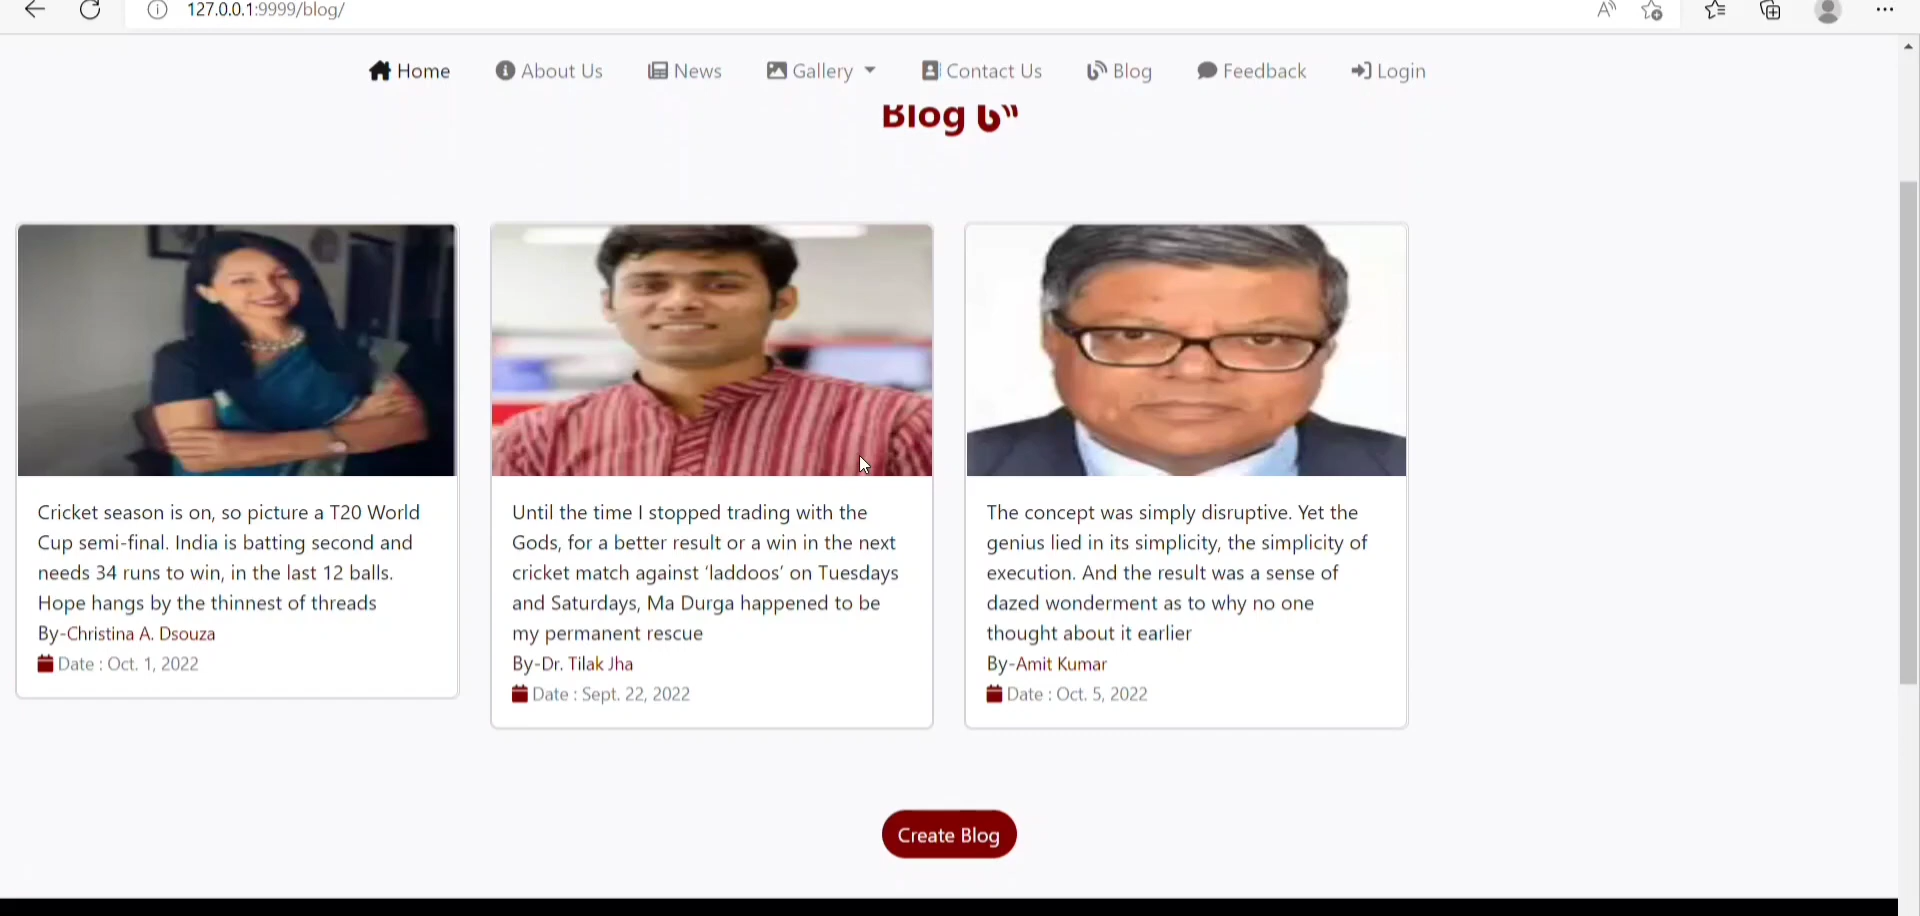 127.0.0.1:9999/blog/
Home About Us News Gallery Contact Us Blog Feedback Login
Blog
Cricket season is on, so picture a T20 World
Cup semi-final. India is batting second and
needs 34 runs to win, in the last 12 balls.
Hope hangs by the thinnest of threads
By-Christina A. Dsouza
Date : Oct. 1, 2022
Until the time I stopped trading with the
Gods, for a better result or a win in the next
cricket match against ‘laddoos’ on Tuesdays
and Saturdays, Ma Durga happened to be
my permanent rescue
By-Dr. Tilak Jha
Date : Sept. 22, 2022
The concept was simply disruptive. Yet the
genius lied in its simplicity, the simplicity of
execution. And the result was a sense of
dazed wonderment as to why no one
thought about it earlier
By-Amit Kumar
Date : Oct. 5, 2022
Create Blog